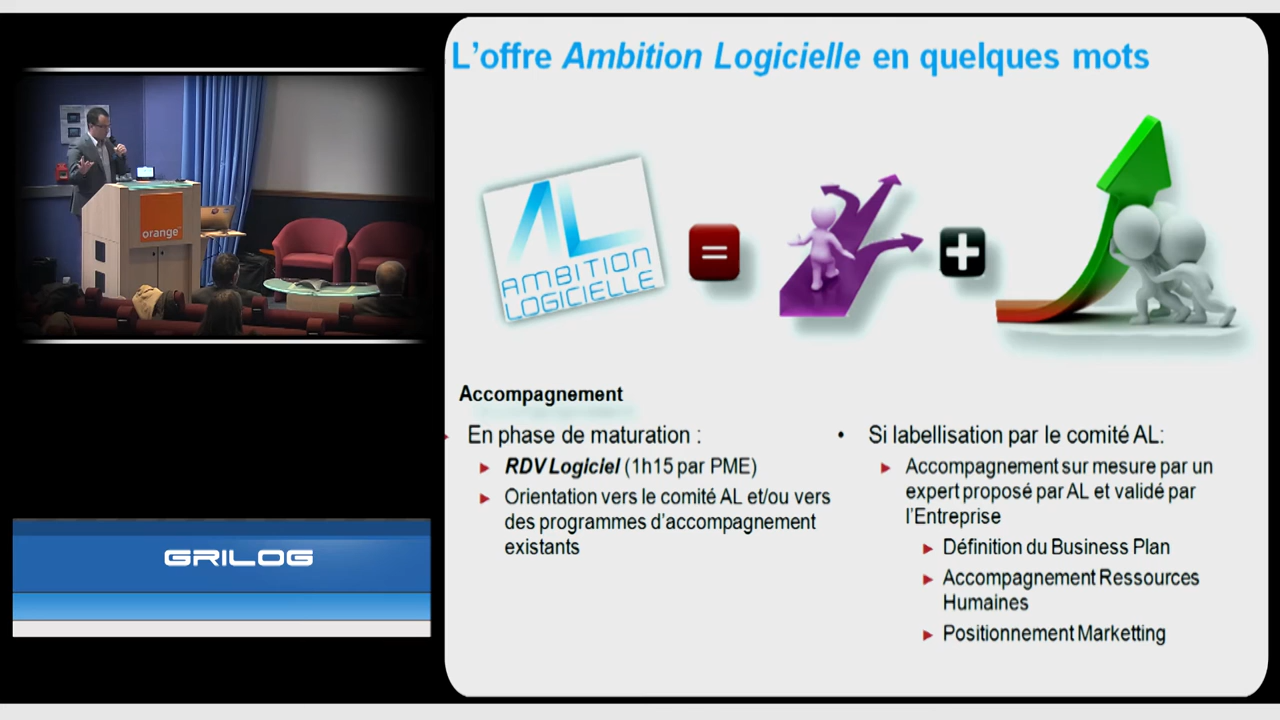 L'offre Ambition Logicielle en quelques mots
AL
AMBITION
LOGICIELLE
orange
GRILOG
Accompagnement
En phase de maturation :
RDV Logiciel (1h15 par PME)
Orientation vers le comité AL et/ou vers
des programmes d'accompagnement
existants
• Si labellisation par le comité AL:
Accompagnement sur mesure par un
expert proposé par AL et validé par
l'Entreprise
Définition du Business Plan
Accompagnement Ressources
Humaines
Positionnement Marketting